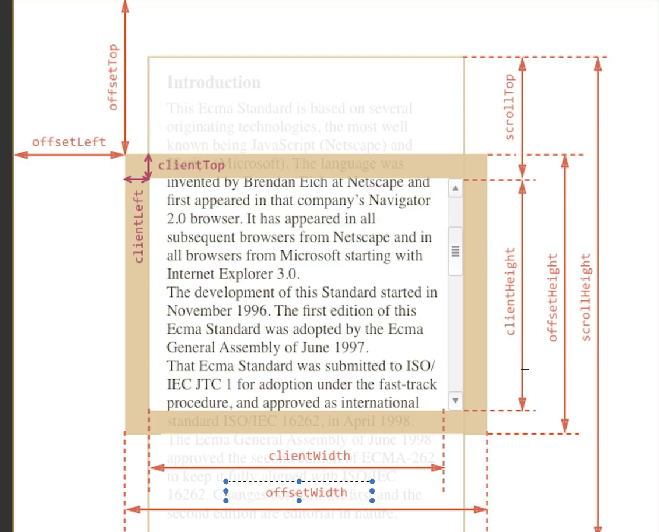 offsetTop
Introduction
This Ecma Standard is based on several
originating technologies, the most well
known being JavaScript (Netscape) and
offsetLeft
scrollTop
clientTop
Microsoft). The language was
clientLeft
invented by Brendan Eich at Netscape and
first appeared in that company's Navigator
2.0 browser. It has appeared in all
subsequent browsers from Netscape and in
all browsers from Microsoft starting with
Internet Explorer 3.0.
The development of this Standard started in
November 1996. The first edition of this
Ecma Standard was adopted by the Ecma
General Assembly of June 1997.
That Ecma Standard was submitted to ISO/
IEC JTC 1 for adoption under the fast-track
procedure, and approved as international
standard ISO/IEC 16262, in April 1998.
clientHeight
offsetHeight
scrollHeight
The Ecma General Assembly of June 1998
approved the of ECMA-262
clientWidth
to keep it fully aligned with ISO/IEC
16262. and the
offsetWidth
second edition are editorial in nature.